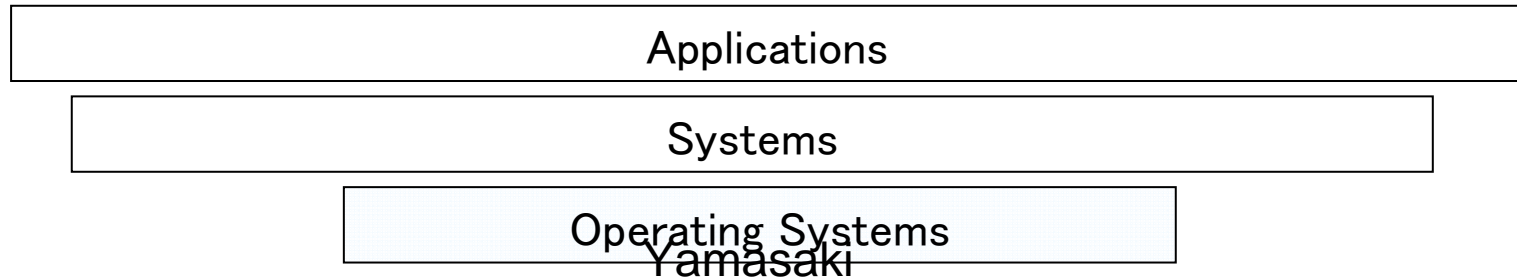 Applications
Systems
Operating Systems
Yamasaki